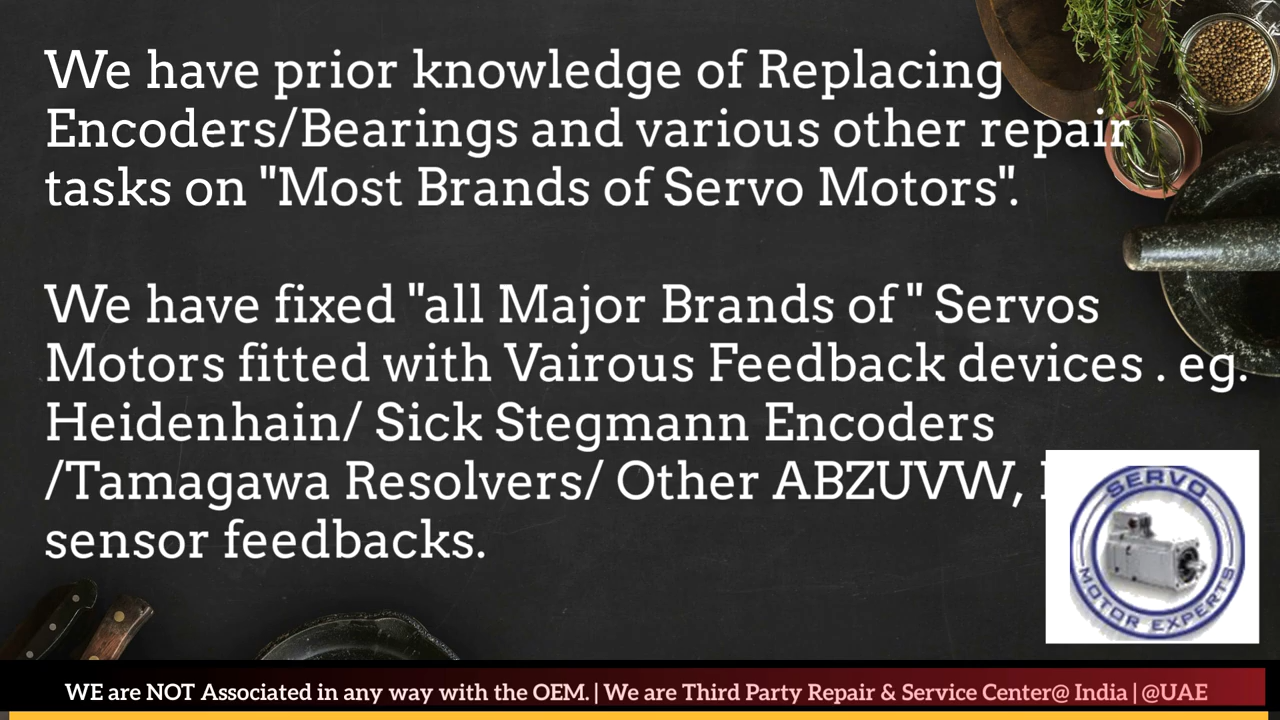 We have prior knowledge of Replacing
Encoders/Bearings and various other repair
tasks on "Most Brands of Servo Motors".
We have fixed "all Major Brands of " Servos
Motors fitted with Vairous Feedback devices . eg.
Heidenhain/ Sick Stegmann Encoders
/Tamagawa Resolvers/ Other ABZUVW,
sensor feedbacks.
SERVO
MOTOR EXPERTS
WE are NOT Associated in any way with the OEM. | We are Third Party Repair & Service Center@ India | @UAE